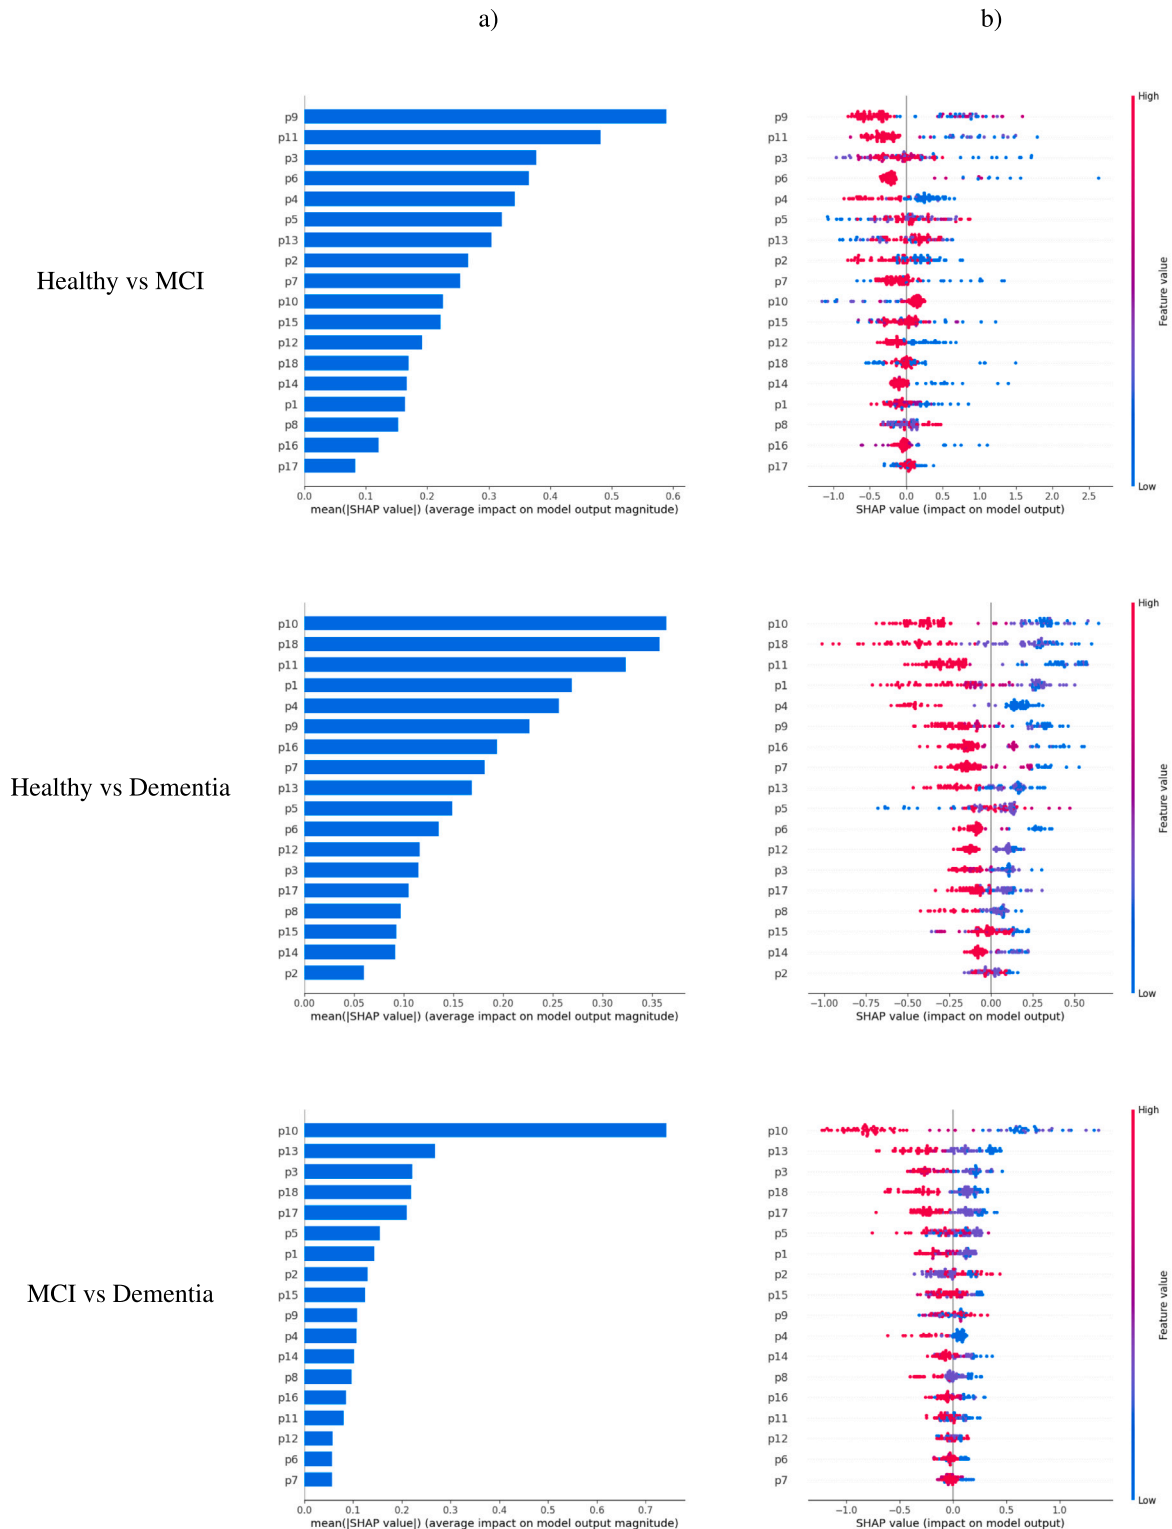 a)
b)
Healthy vs MCI
p9
p11
p3
p6
p4
p5
p13
p2
p7
p10
p15
p12
p18
p14
p1
p8
p16
p17
0.0 0.1 0.2 0.3 0.4 0.5 0.6
mean(|SHAP value|) (average impact on model output magnitude)
p9
p11
p3
p6
p4
p5
p13
p2
p7
p10
p15
p12
p18
p14
p1
p8
p16
p17
−1.0 −0.5 0.0 0.5 1.0 1.5 2.0 2.5
SHAP value (impact on model output)
High
Feature value
Low
Healthy vs Dementia
p10
p18
p11
p1
p4
p9
p16
p7
p13
p5
p6
p12
p3
p17
p8
p15
p14
p2
0.00 0.05 0.10 0.15 0.20 0.25 0.30 0.35
mean(|SHAP value|) (average impact on model output magnitude)
p10
p18
p11
p1
p4
p9
p16
p7
p13
p5
p6
p12
p3
p17
p8
p15
p14
p2
−1.00 −0.75 −0.50 −0.25 0.00 0.25 0.50
SHAP value (impact on model output)
High
Feature value
Low
MCI vs Dementia
p10
p13
p3
p18
p17
p5
p1
p2
p15
p9
p4
p14
p8
p16
p11
p12
p6
p7
0.0 0.1 0.2 0.3 0.4 0.5 0.6 0.7
mean(|SHAP value|) (average impact on model output magnitude)
p10
p13
p3
p18
p17
p5
p1
p2
p15
p9
p4
p14
p8
p16
p11
p12
p6
p7
−1.0 −0.5 0.0 0.5 1.0
SHAP value (impact on model output)
High
Feature value
Low